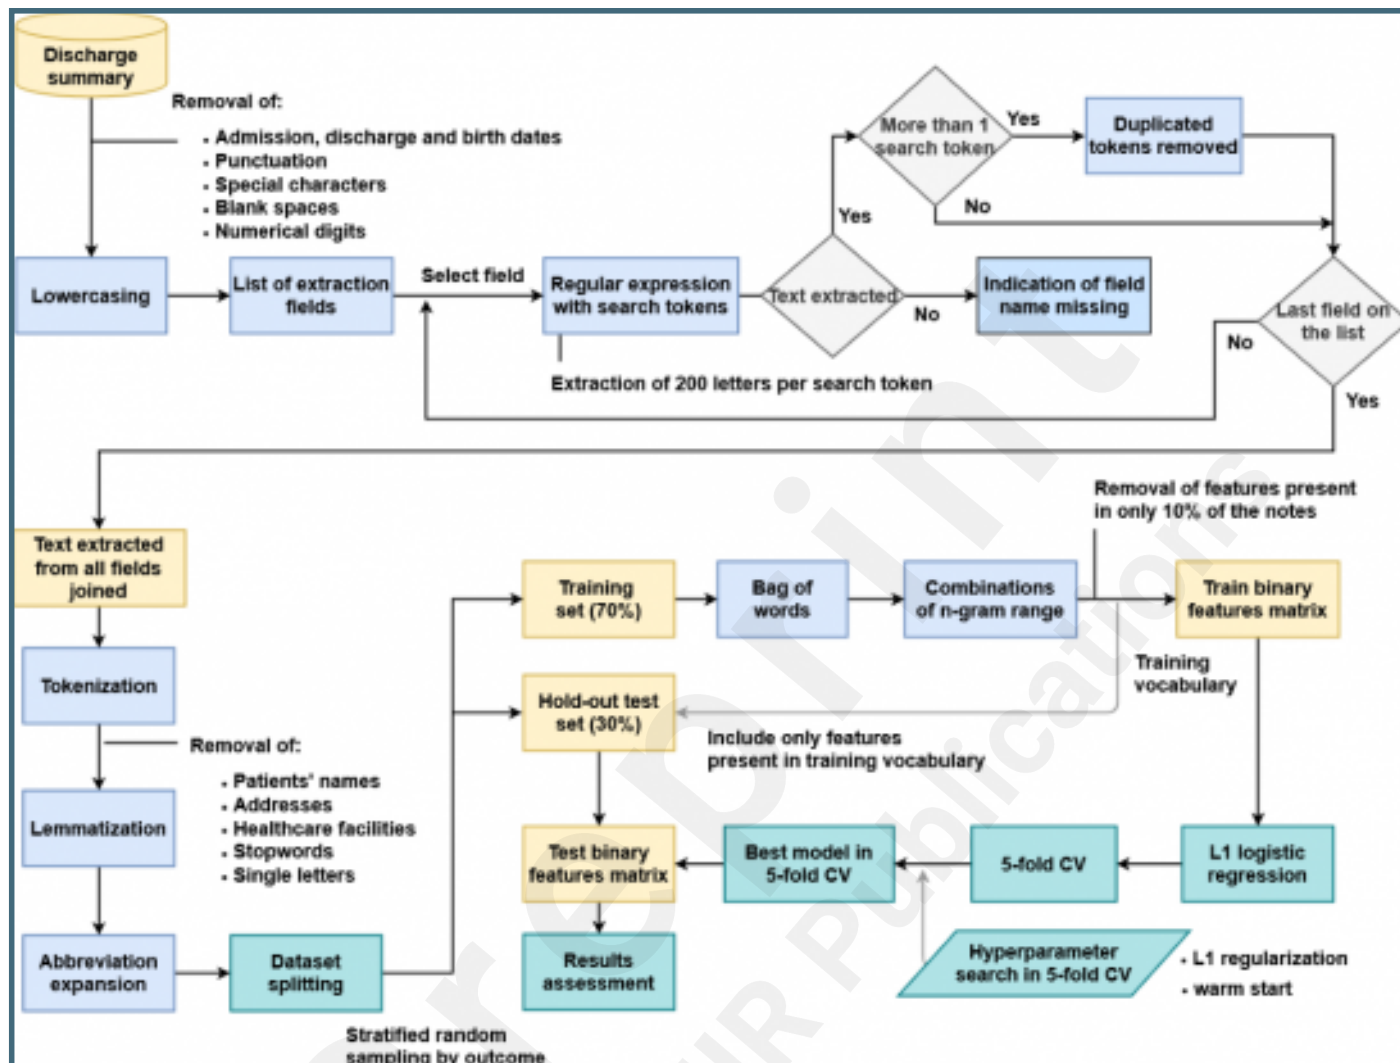 Discharge
summary
Removal of:
• Admission, discharge and birth dates
• Punctuation
• Special characters
• Blank spaces
• Numerical digits
More than 1
search token
Yes
Duplicated
tokens removed
No
Yes
Lowercasing
List of extraction
fields
Select field
Regular expression
with search tokens
Text extracted
No
Indication of field
name missing
Last field on
the list
No
Yes
Extraction of 200 letters per search token
Removal of features present
in only 10% of the notes
Text extracted
from all fields
joined
Training
set (70%)
Bag of
words
Combinations
of n-gram range
Train binary
features matrix
Training
vocabulary
Tokenization
Hold-out test
set (30%)
Include only features
present in training vocabulary
Removal of:
• Patients' names
• Addresses
• Healthcare facilities
• Stopwords
• Single letters
Lemmatization
Test binary
features matrix
Best model in
5-fold CV
5-fold CV
L1 logistic
regression
Abbreviation
expansion
Dataset
splitting
Results
assessment
Hyperparameter
search in 5-fold CV
• L1 regularization
• warm start
Stratified random
sampling by outcome
Publications